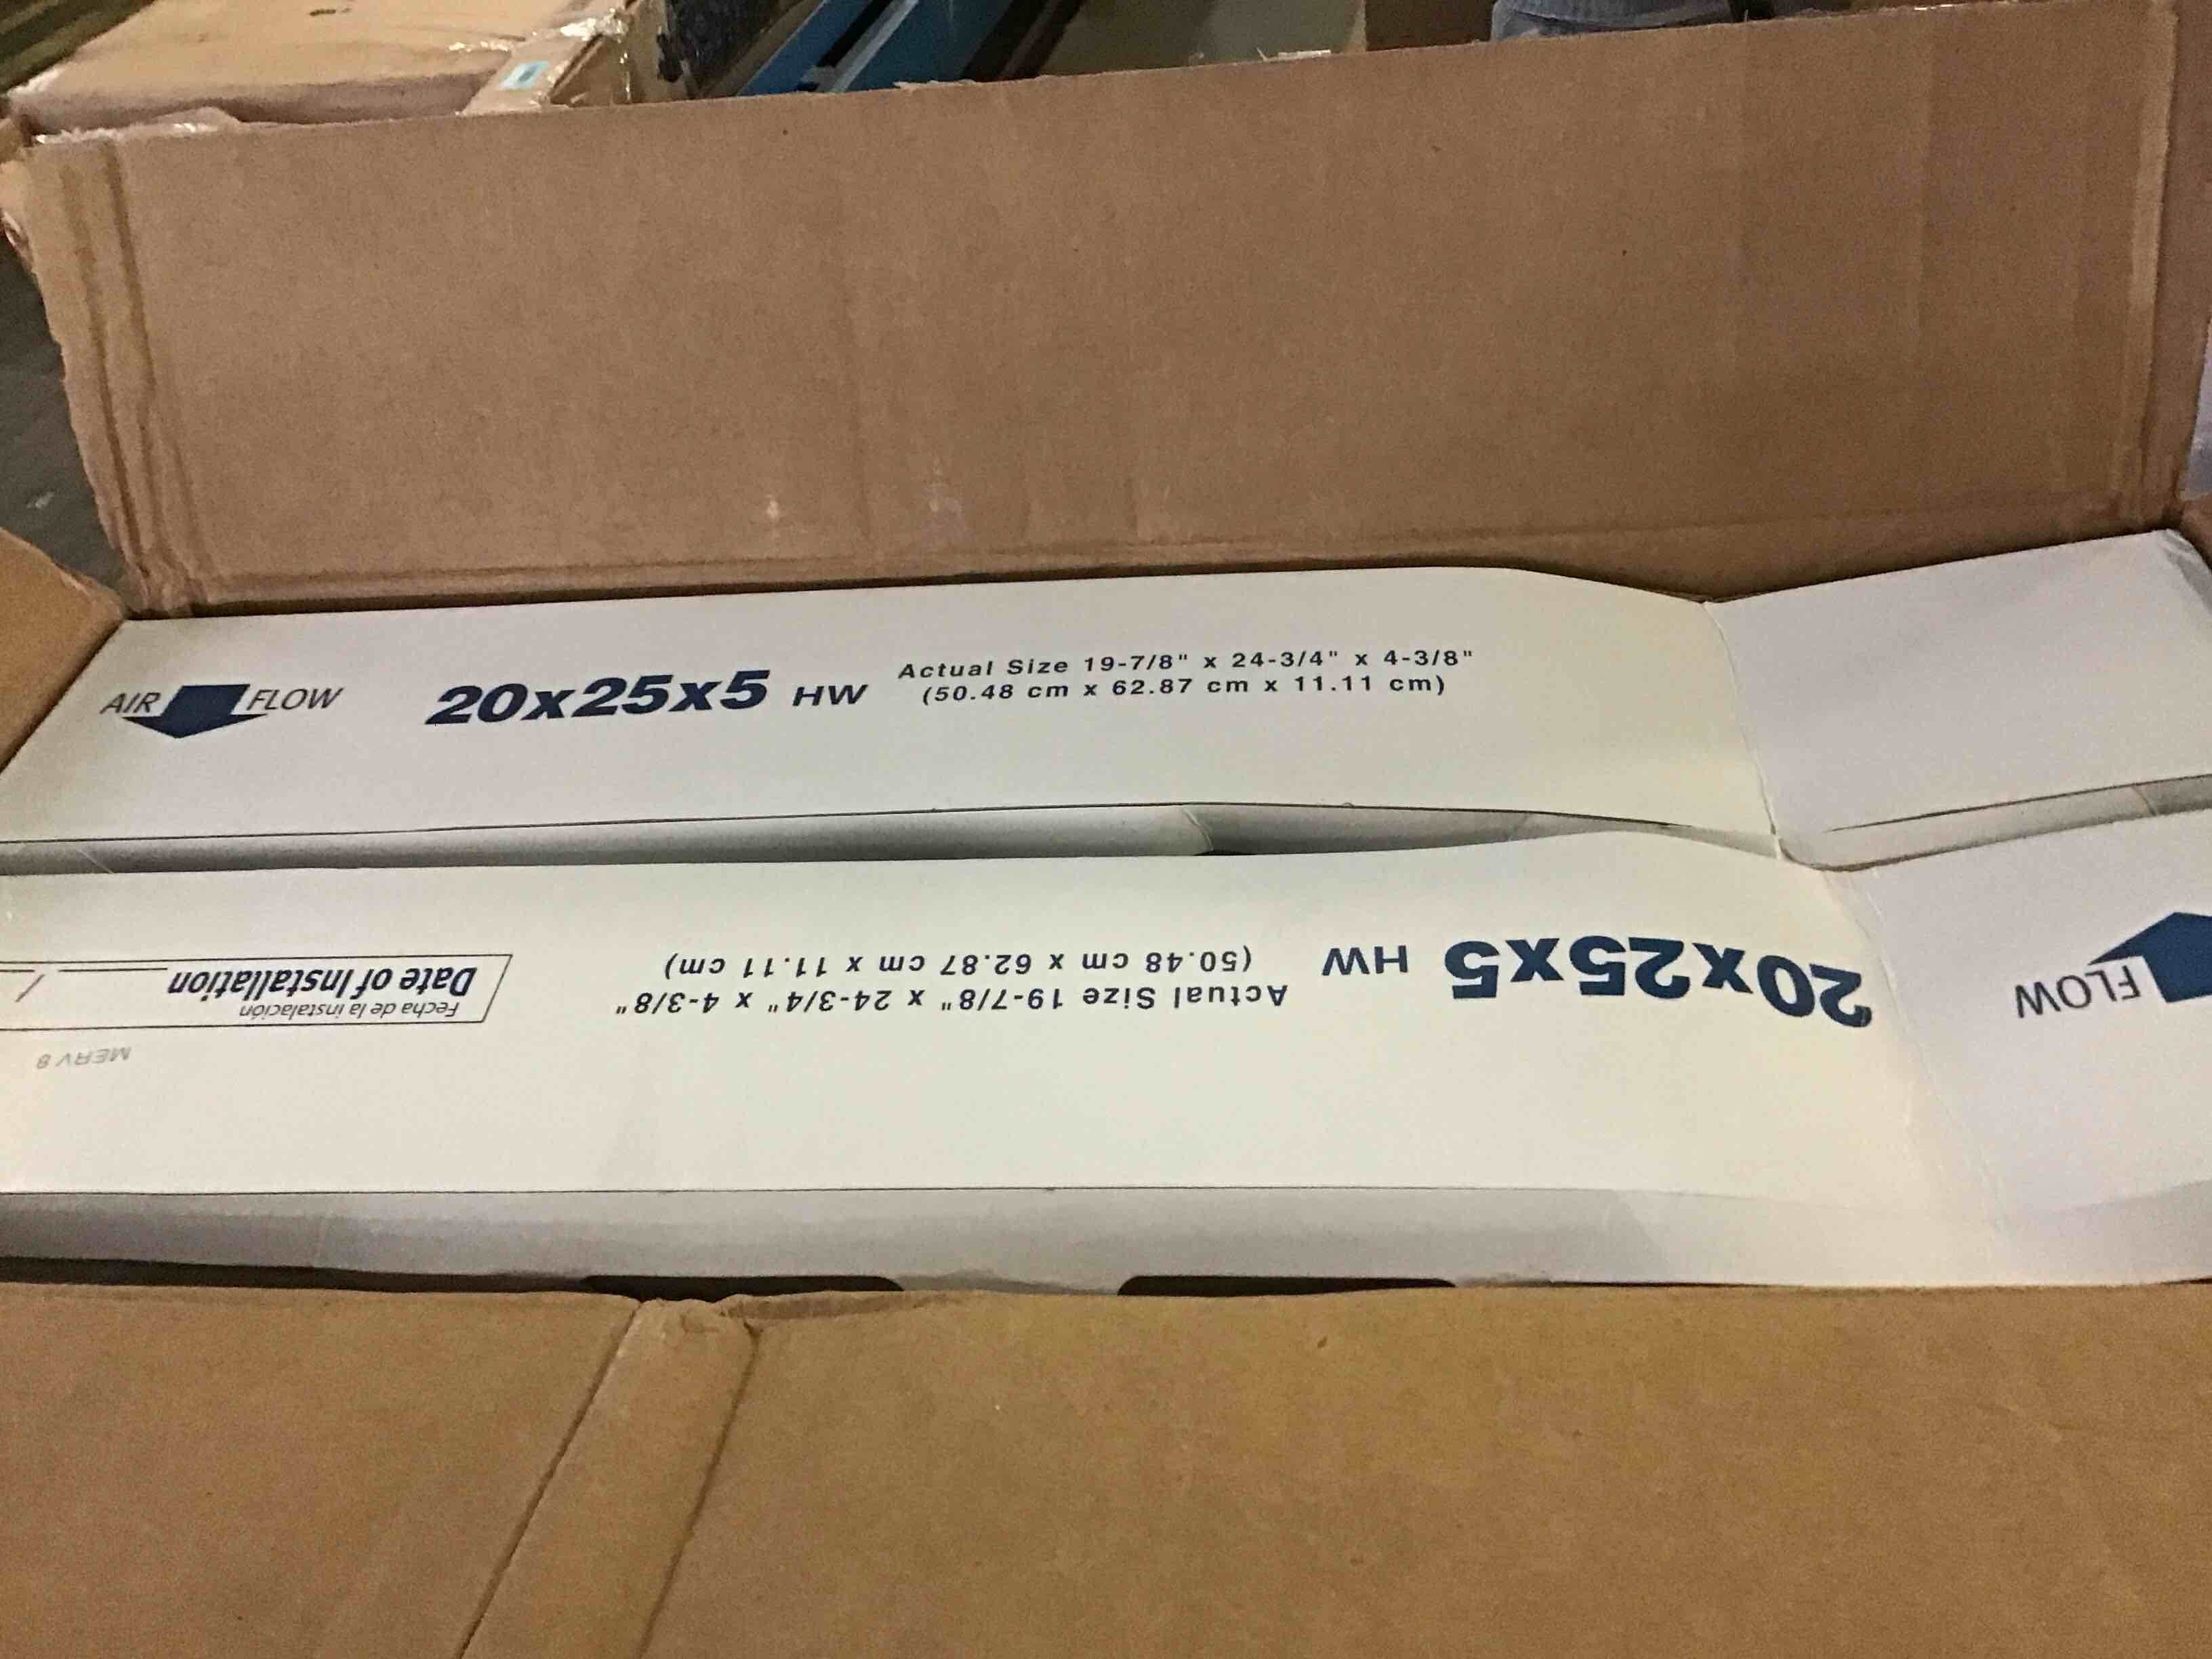 AIR FLOW
20x25x5 HW
Actual Size 19-7/8" x 24-3/4" x 4-3/8"
(50.48 cm x 62.87 cm x 11.11 cm)
FLOW
20x25x5 HW
Actual Size 19-7/8" x 24-3/4" x 4-3/8"
(50.48 cm x 62.87 cm x 11.11 cm)
MERV 8
Fecha de la instalación
Date of Installation